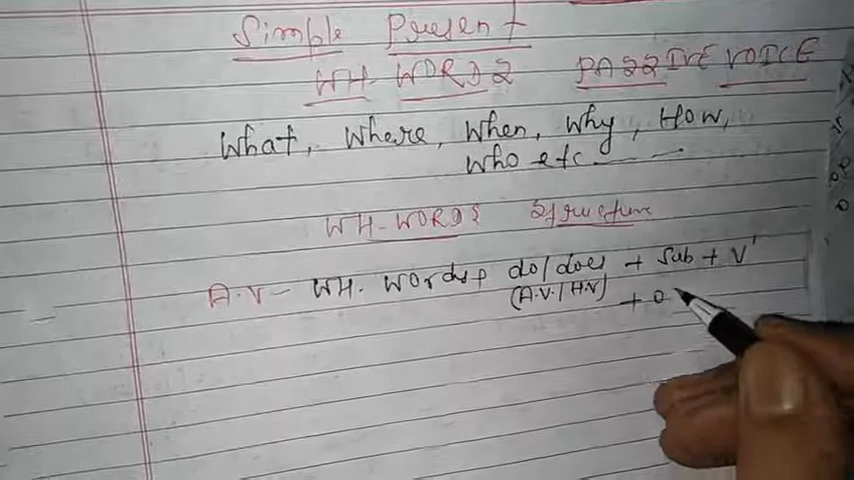 Simple Present
WH-WORDS PASSIVE VOICE
What, Where, When, Why, How,
Who etc
WH-WORDS Structure
A.V - WH. Words+ do/does + Sub + V'
(A.V./H.V) + O